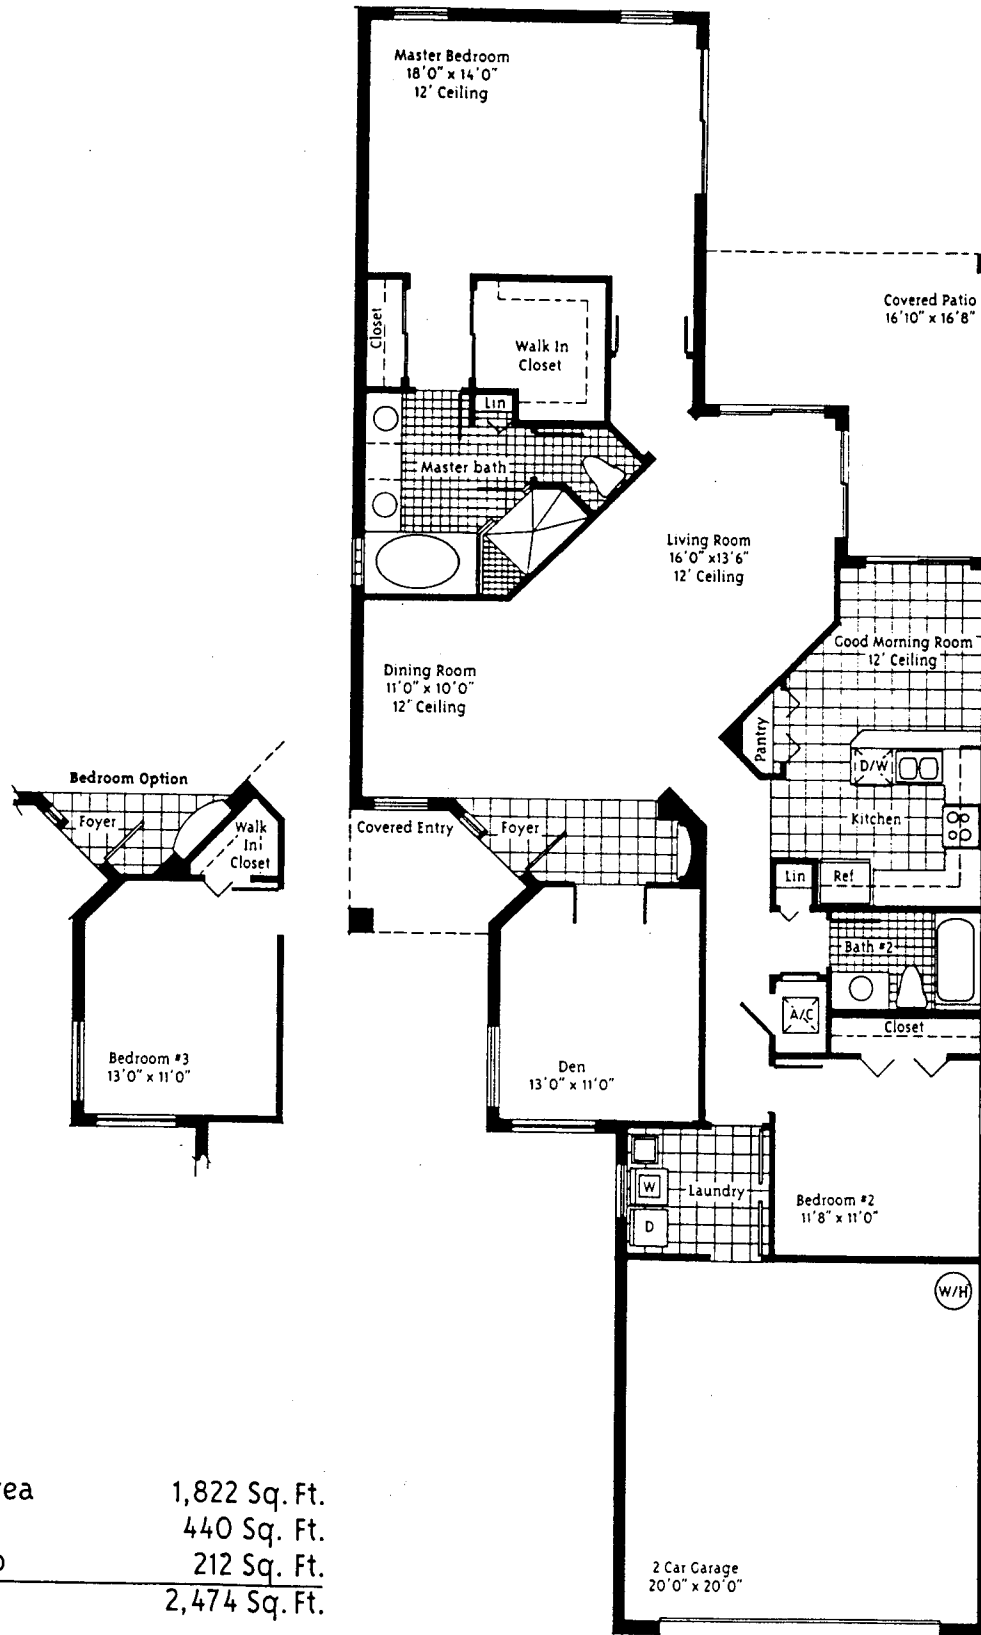 Master Bedroom
18'0" x 14'0"
12' Ceiling
Covered Patio
16'10" x 16'8"
Closet
Walk In
Closet
Lin
Master bath
Living Room
16'0" x13'6"
12' Ceiling
Good Morning Room
12' Ceiling
Dining Room
11'0" x 10'0"
12" Ceiling
Pantry
D/W
Kitchen
Bedroom Option
Foyer
Walk
In
Closet
Covered Entry
Foyer
Lin
Ref
Bath #2
A/C
Closet
Bedroom #3
13'0" x 11'0"
Den
13'0" x 11'0"
W
Laundry
D
Bedroom #2
11'8" x 11'0"
W/H
2 Car Garage
20'0" x 20'0"
rea 1,822 Sq. Ft.
440 Sq. Ft.
o 212 Sq. Ft.
2,474 Sq. Ft.